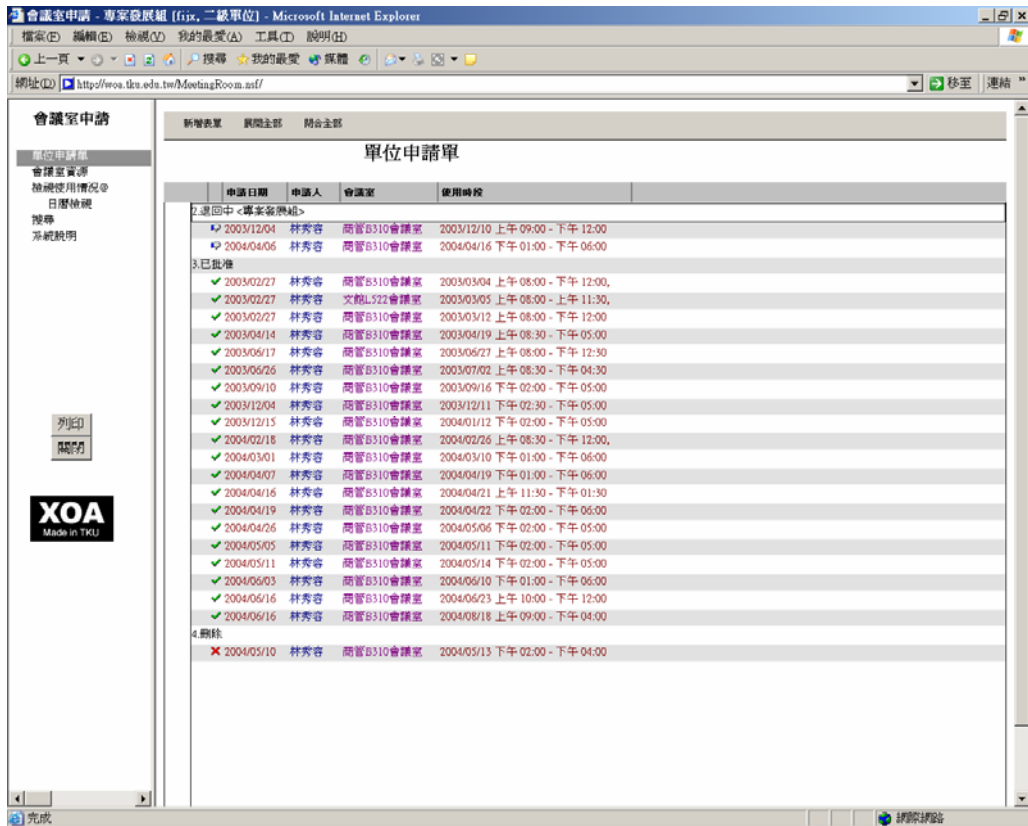 會議室申請 - 專案發展組 [fijx, 二級單位] - Microsoft Internet Explorer
檔案(F) 編輯(E) 檢視(V) 我的最愛(A) 工具(T) 說明(H)
上一頁 搜尋 我的最愛 媒體
網址(D) http://woa.tku.edu.tw/MeetingRoom.nsf/ 移至 連結 »
會議室申請
單位申請單
會議室資源
檢視使用情況@
日曆檢視
搜尋
系統說明
列印
關閉
XOA
Made in TKU
新增表單 展開全部 閉合全部
單位申請單
申請日期 申請人 會議室 使用時段
2.退回中 <專案發展組>
2003/12/04 林秀容 商管B310會議室 2003/12/10 上午 09:00 - 下午 12:00
2004/04/06 林秀容 商管B310會議室 2004/04/16 下午 01:00 - 下午 06:00
3.已批准
2003/02/27 林秀容 商管B310會議室 2003/03/04 上午 08:00 - 下午 12:00,
2003/02/27 林秀容 文館L522會議室 2003/03/05 上午 08:00 - 上午 11:30,
2003/02/27 林秀容 商管B310會議室 2003/03/12 上午 08:00 - 下午 12:00
2003/04/14 林秀容 商管B310會議室 2003/04/19 上午 08:30 - 下午 05:00
2003/06/17 林秀容 商管B310會議室 2003/06/27 上午 08:00 - 下午 12:30
2003/06/26 林秀容 商管B310會議室 2003/07/02 上午 08:30 - 下午 04:30
2003/09/10 林秀容 商管B310會議室 2003/09/16 下午 02:00 - 下午 05:00
2003/12/04 林秀容 商管B310會議室 2003/12/11 下午 02:30 - 下午 05:00
2003/12/15 林秀容 商管B310會議室 2004/01/12 下午 02:00 - 下午 05:00
2004/02/18 林秀容 商管B310會議室 2004/02/26 上午 08:30 - 下午 12:00,
2004/03/01 林秀容 商管B310會議室 2004/03/10 下午 01:00 - 下午 06:00
2004/04/07 林秀容 商管B310會議室 2004/04/19 下午 01:00 - 下午 06:00
2004/04/16 林秀容 商管B310會議室 2004/04/21 上午 11:30 - 下午 01:30
2004/04/19 林秀容 商管B310會議室 2004/04/22 下午 02:00 - 下午 06:00
2004/04/26 林秀容 商管B310會議室 2004/05/06 下午 02:00 - 下午 05:00
2004/05/05 林秀容 商管B310會議室 2004/05/11 下午 02:00 - 下午 05:00
2004/05/11 林秀容 商管B310會議室 2004/05/14 下午 02:00 - 下午 05:00
2004/06/03 林秀容 商管B310會議室 2004/06/10 下午 01:00 - 下午 06:00
2004/06/16 林秀容 商管B310會議室 2004/06/23 上午 10:00 - 下午 12:00
2004/06/16 林秀容 商管B310會議室 2004/08/18 上午 09:00 - 下午 04:00
4.刪除
2004/05/10 林秀容 商管B310會議室 2004/05/13 下午 02:00 - 下午 04:00
完成 網際網路